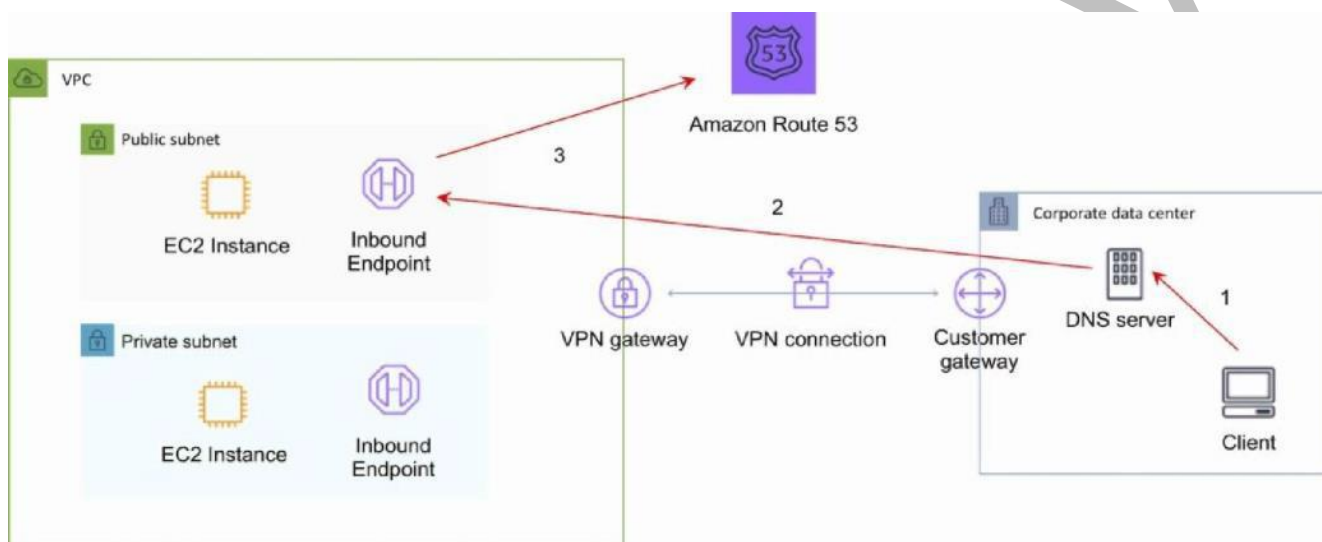 VPC
53
Amazon Route 53
Public subnet
3
EC2 Instance
Inbound
Endpoint
2
Corporate data center
DNS server
1
VPN gateway
VPN connection
Customer
gateway
Client
Private subnet
EC2 Instance
Inbound
Endpoint